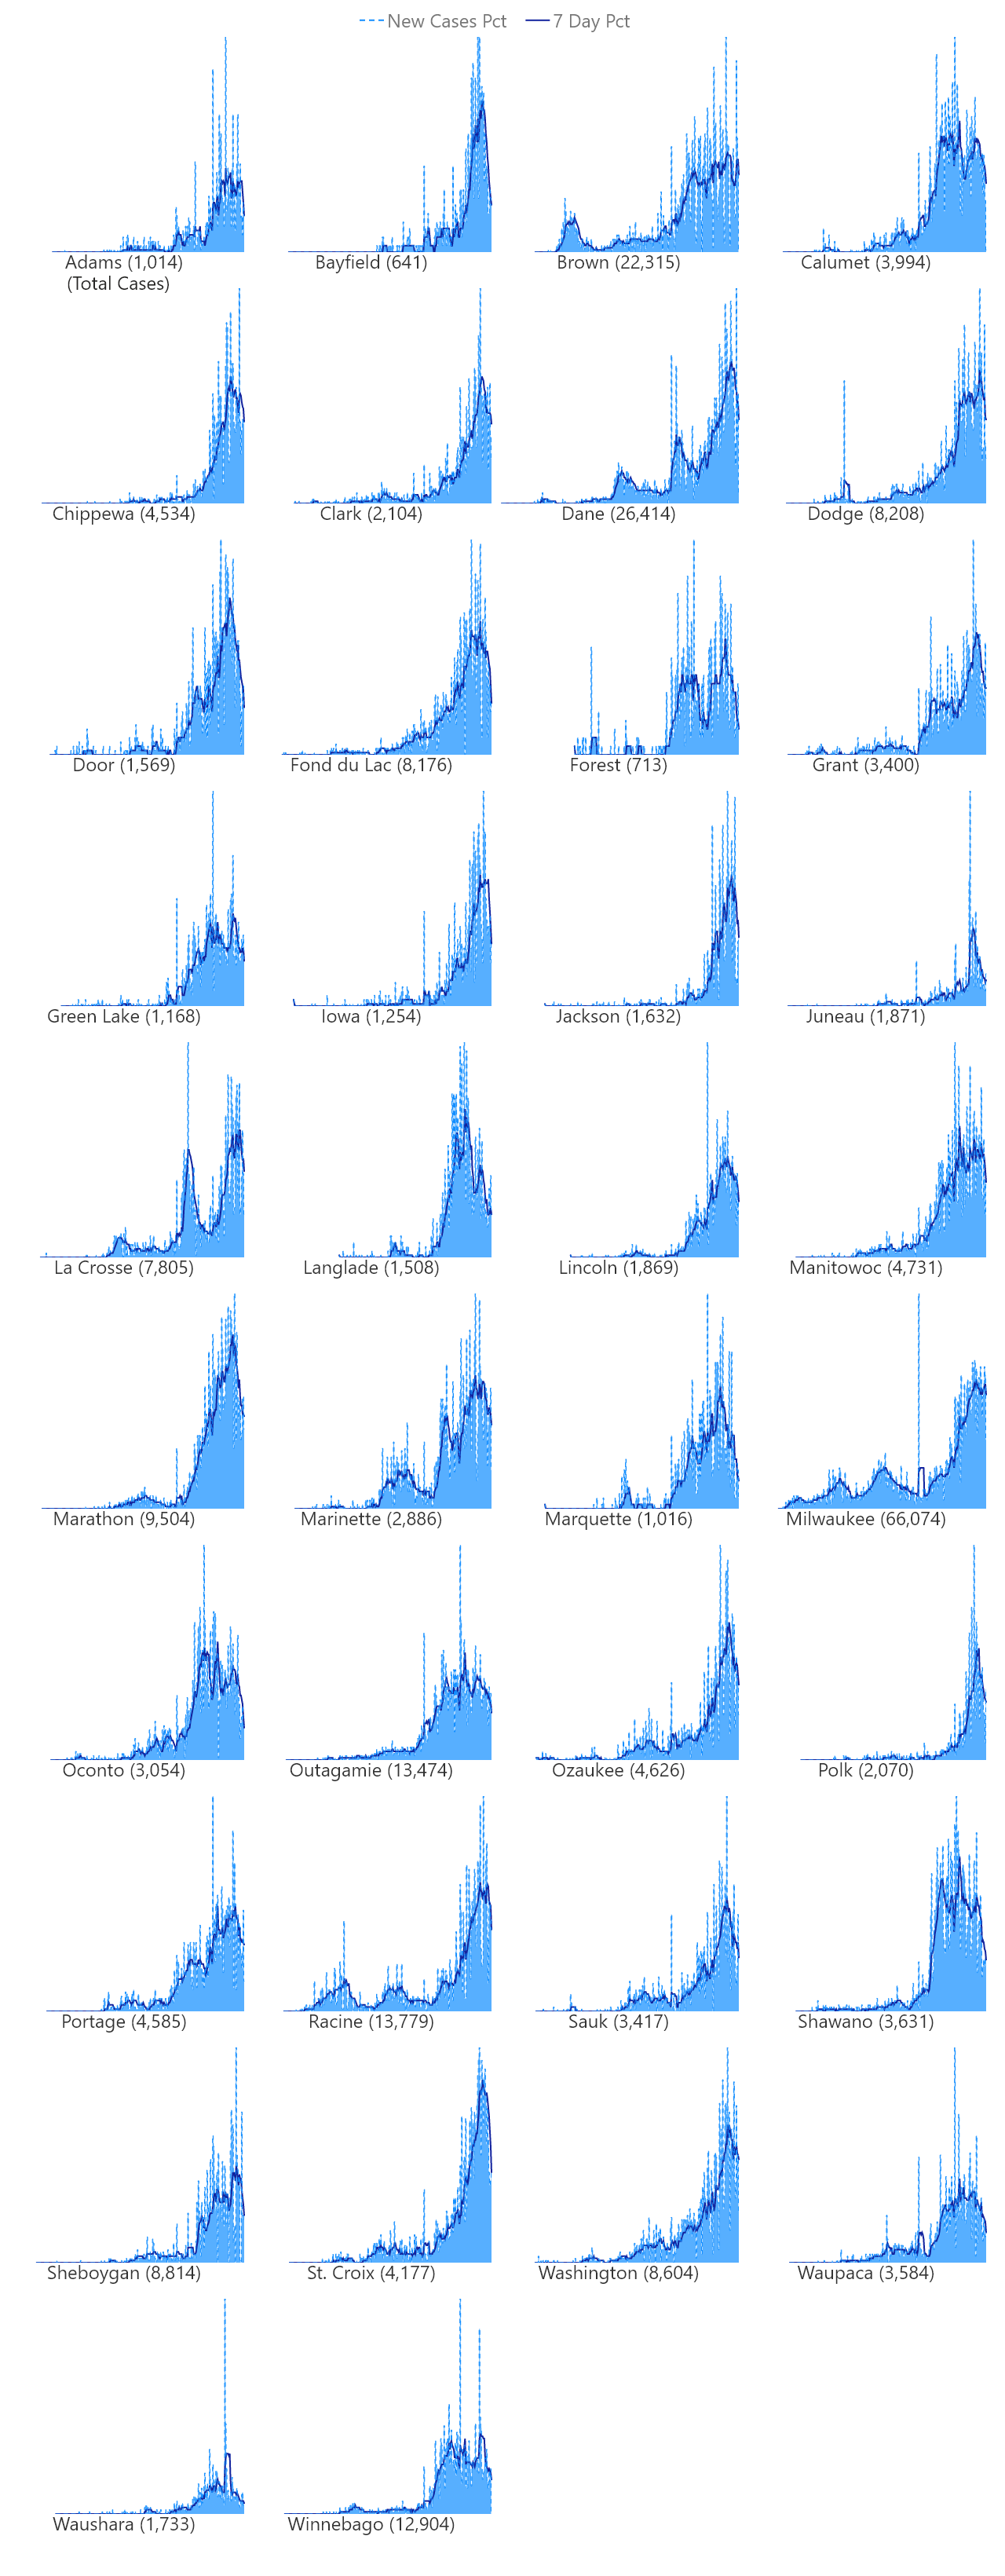 New Cases Pct 7 Day Pct
Adams (1,014) Bayfield (641) Brown (22,315) Calumet (3,994)
(Total Cases)
Chippewa (4,534) Clark (2,104) Dane (26,414) Dodge (8,208)
Door (1,569) Fond du Lac (8,176) Forest (713) Grant (3,400)
Green Lake (1,168) Iowa (1,254) Jackson (1,632) Juneau (1,871)
La Crosse (7,805) Langlade (1,508) Lincoln (1,869) Manitowoc (4,731)
Marathon (9,504) Marinette (2,886) Marquette (1,016) Milwaukee (66,074)
Oconto (3,054) Outagamie (13,474) Ozaukee (4,626) Polk (2,070)
Portage (4,585) Racine (13,779) Sauk (3,417) Shawano (3,631)
Sheboygan (8,814) St. Croix (4,177) Washington (8,604) Waupaca (3,584)
Waushara (1,733) Winnebago (12,904)